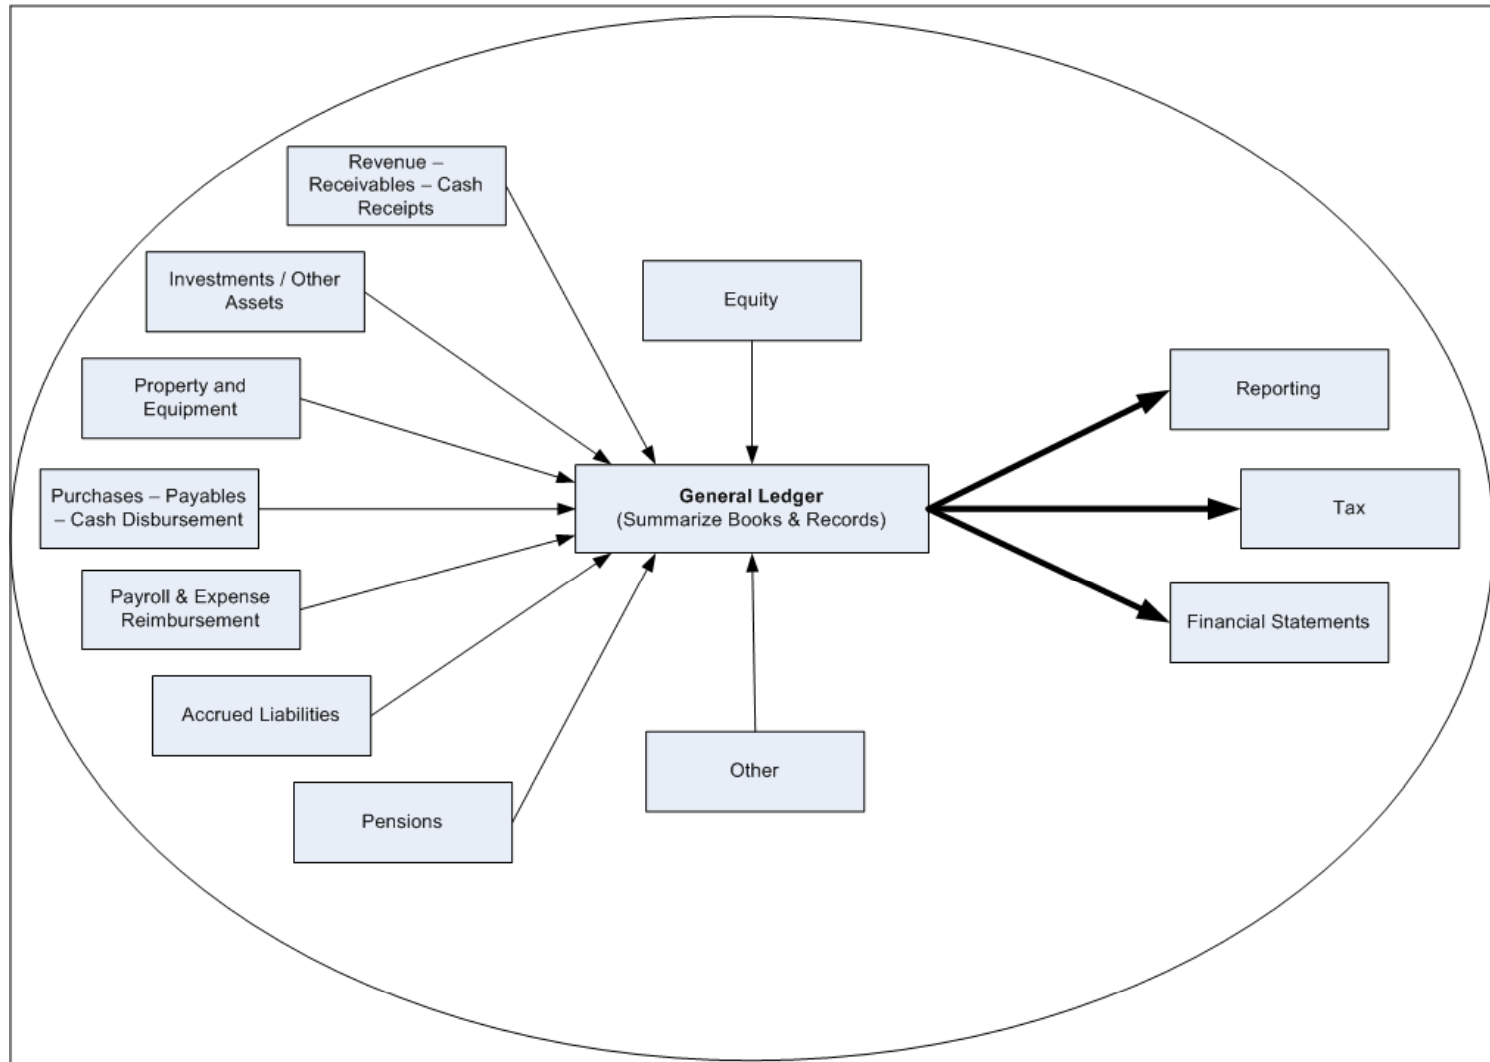 Revenue –
Receivables – Cash
Receipts
Investments / Other
Assets
Equity
Property and
Equipment
Reporting
Purchases – Payables
– Cash Disbursement
General Ledger
(Summarize Books & Records)
Tax
Payroll & Expense
Reimbursement
Financial Statements
Accrued Liabilities
Other
Pensions